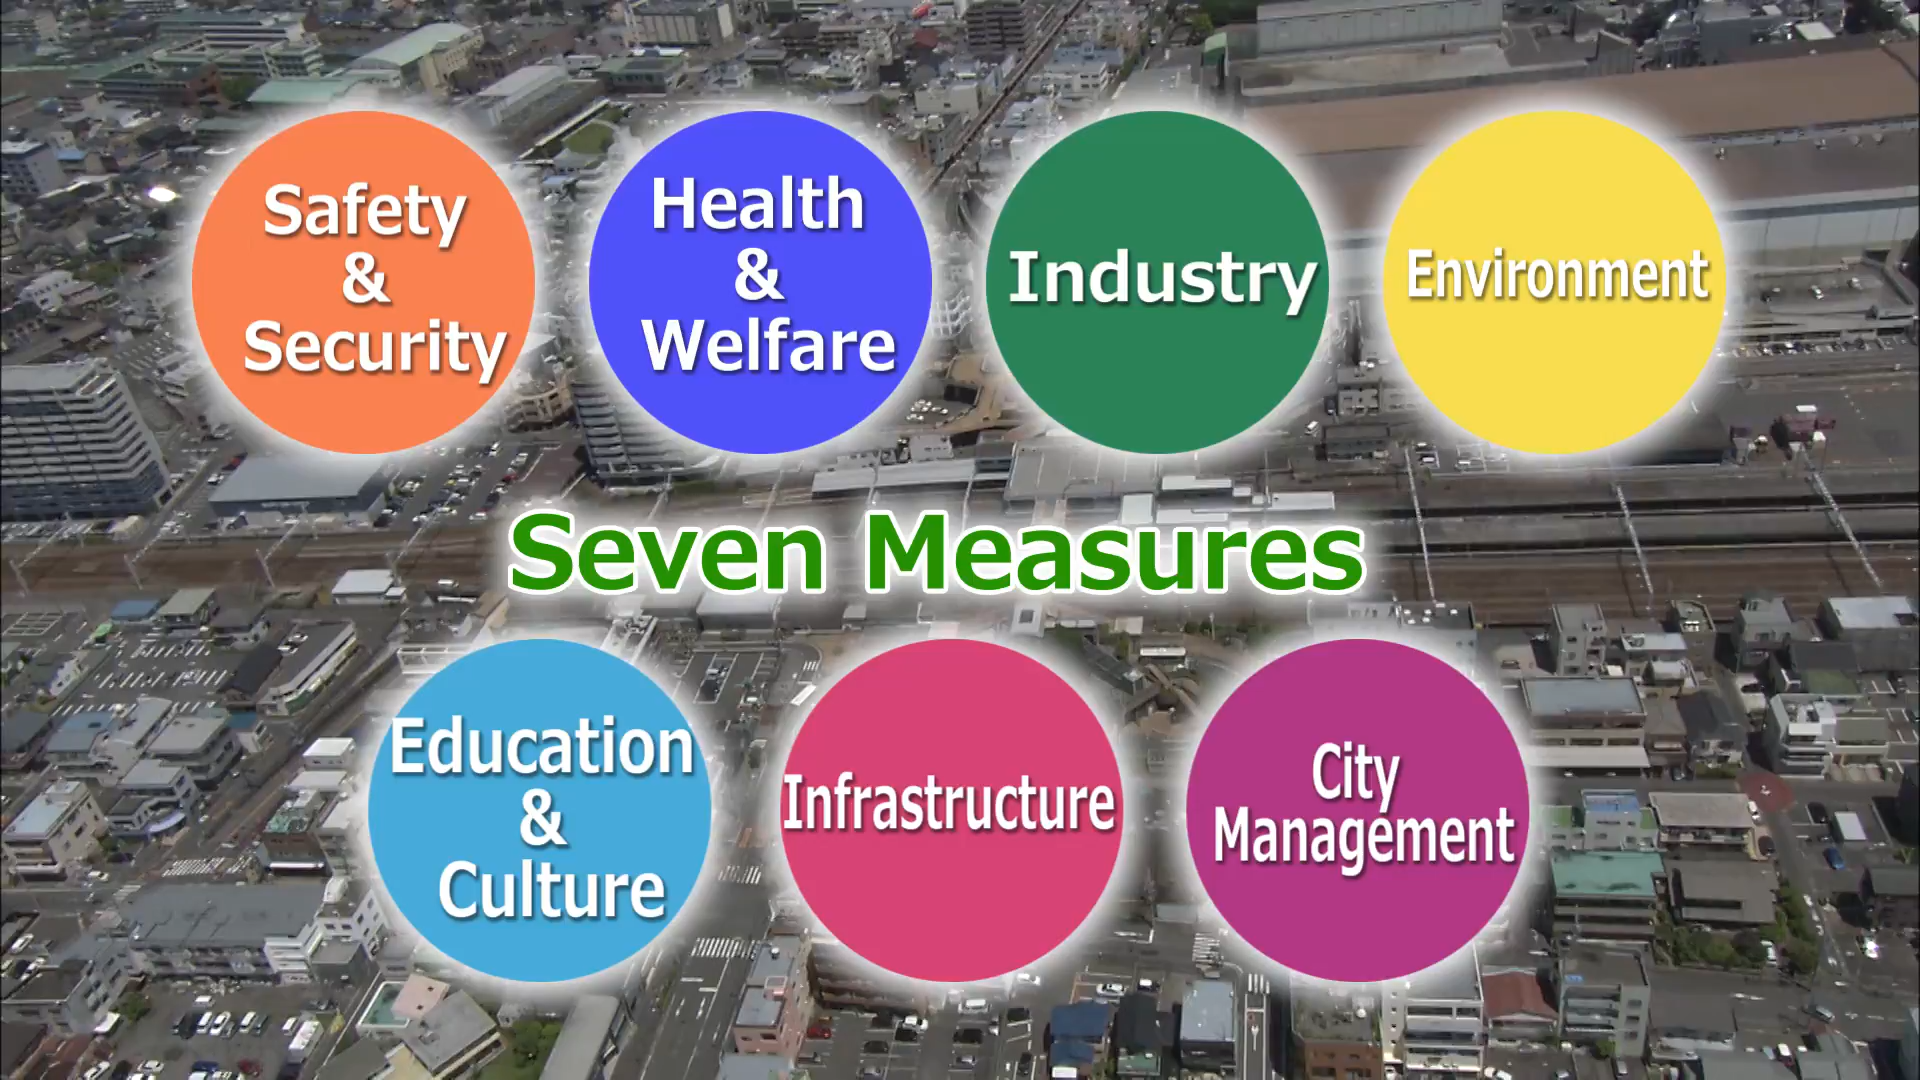 Safety
&
Security
Health
&
Welfare
Industry
Environment
Seven Measures
Education
&
Culture
Infrastructure
City
Management